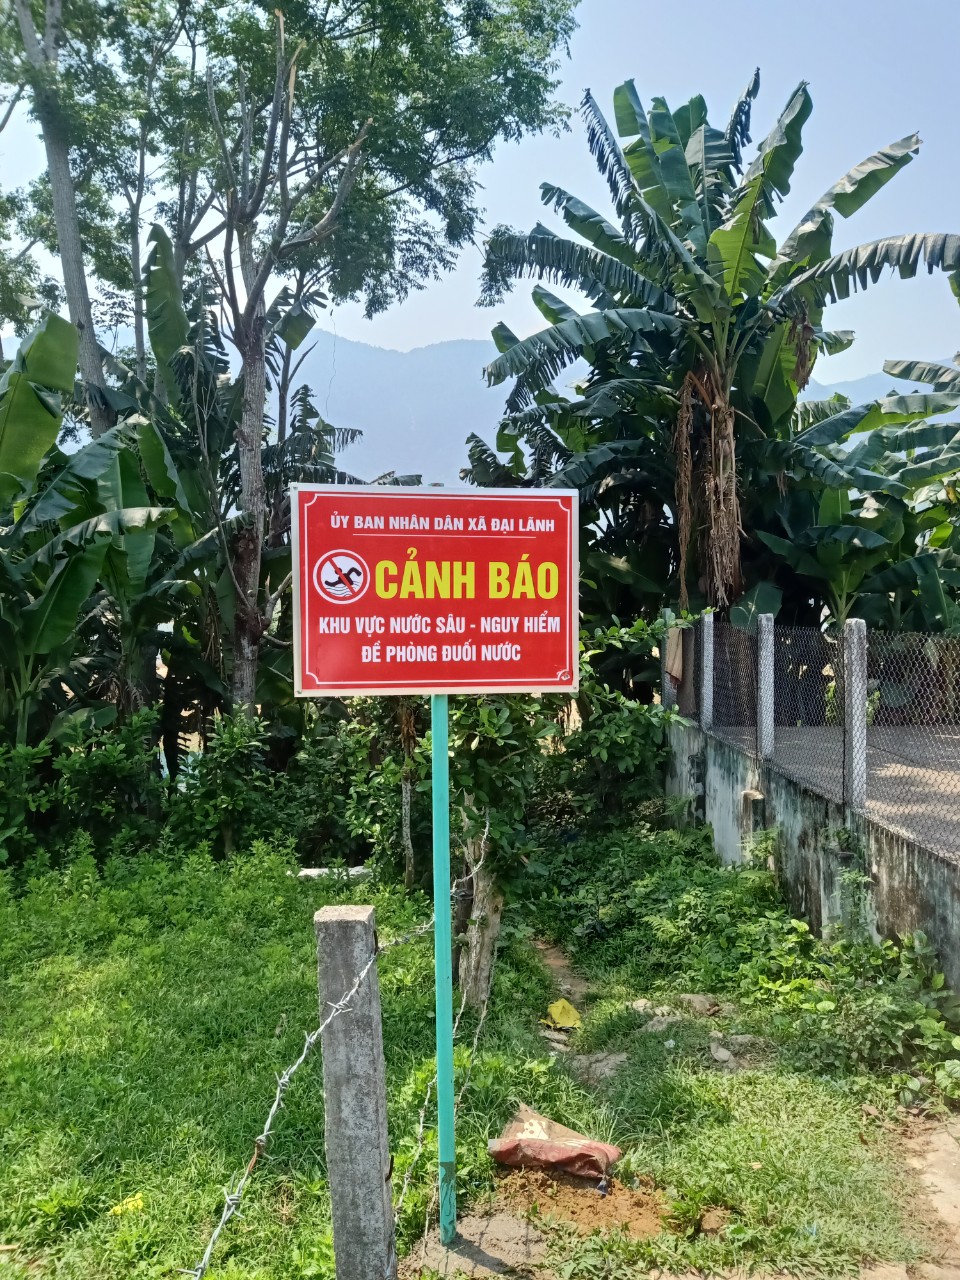 ỦY BAN NHÂN DÂN XÃ ĐẠI LÃNH
CẢNH BÁO
KHU VỰC NƯỚC SÂU - NGUY HIỂM
ĐỀ PHÒNG ĐUỐI NƯỚC